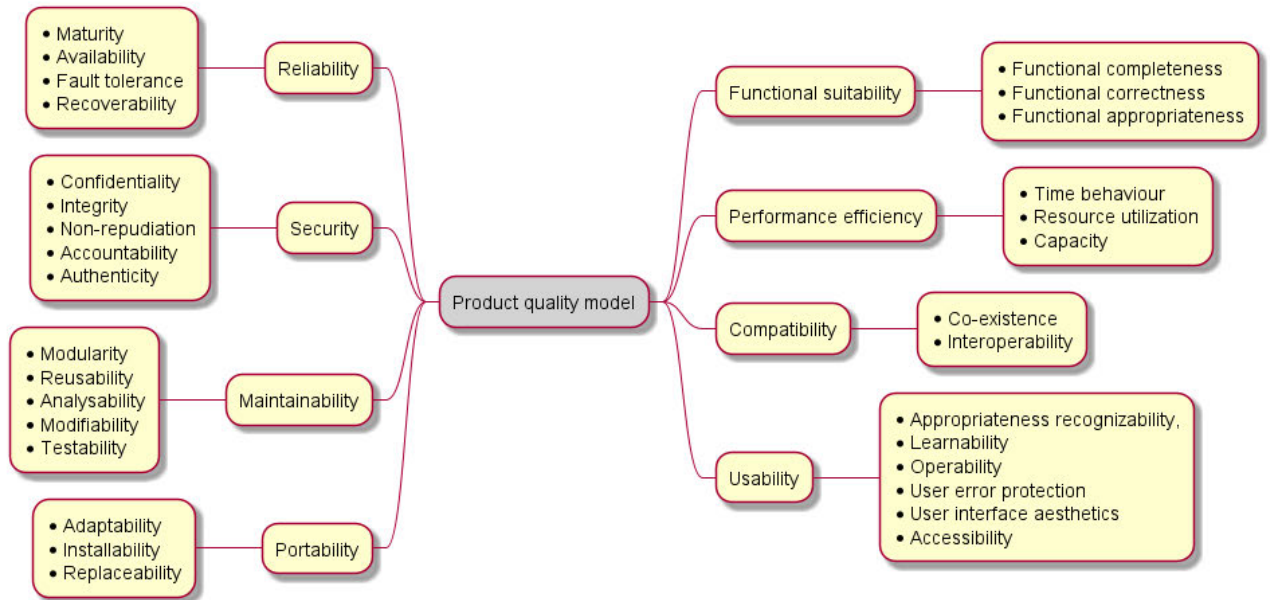 • Maturity
• Availability
• Fault tolerance
• Recoverability
Reliability
• Confidentiality
• Integrity
• Non-repudiation
• Accountability
• Authenticity
Security
• Modularity
• Reusability
• Analysability
• Modifiability
• Testability
Maintainability
• Adaptability
• Installability
• Replaceability
Portability
Product quality model
Functional suitability
• Functional completeness
• Functional correctness
• Functional appropriateness
Performance efficiency
• Time behaviour
• Resource utilization
• Capacity
Compatibility
• Co-existence
• Interoperability
Usability
• Appropriateness recognizability,
• Learnability
• Operability
• User error protection
• User interface aesthetics
• Accessibility